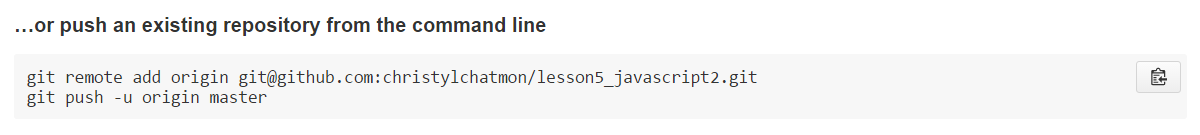 ...or push an existing repository from the command line
git remote add origin git@github.com:christylchatmon/lesson5_javascript2.git
git push -u origin master